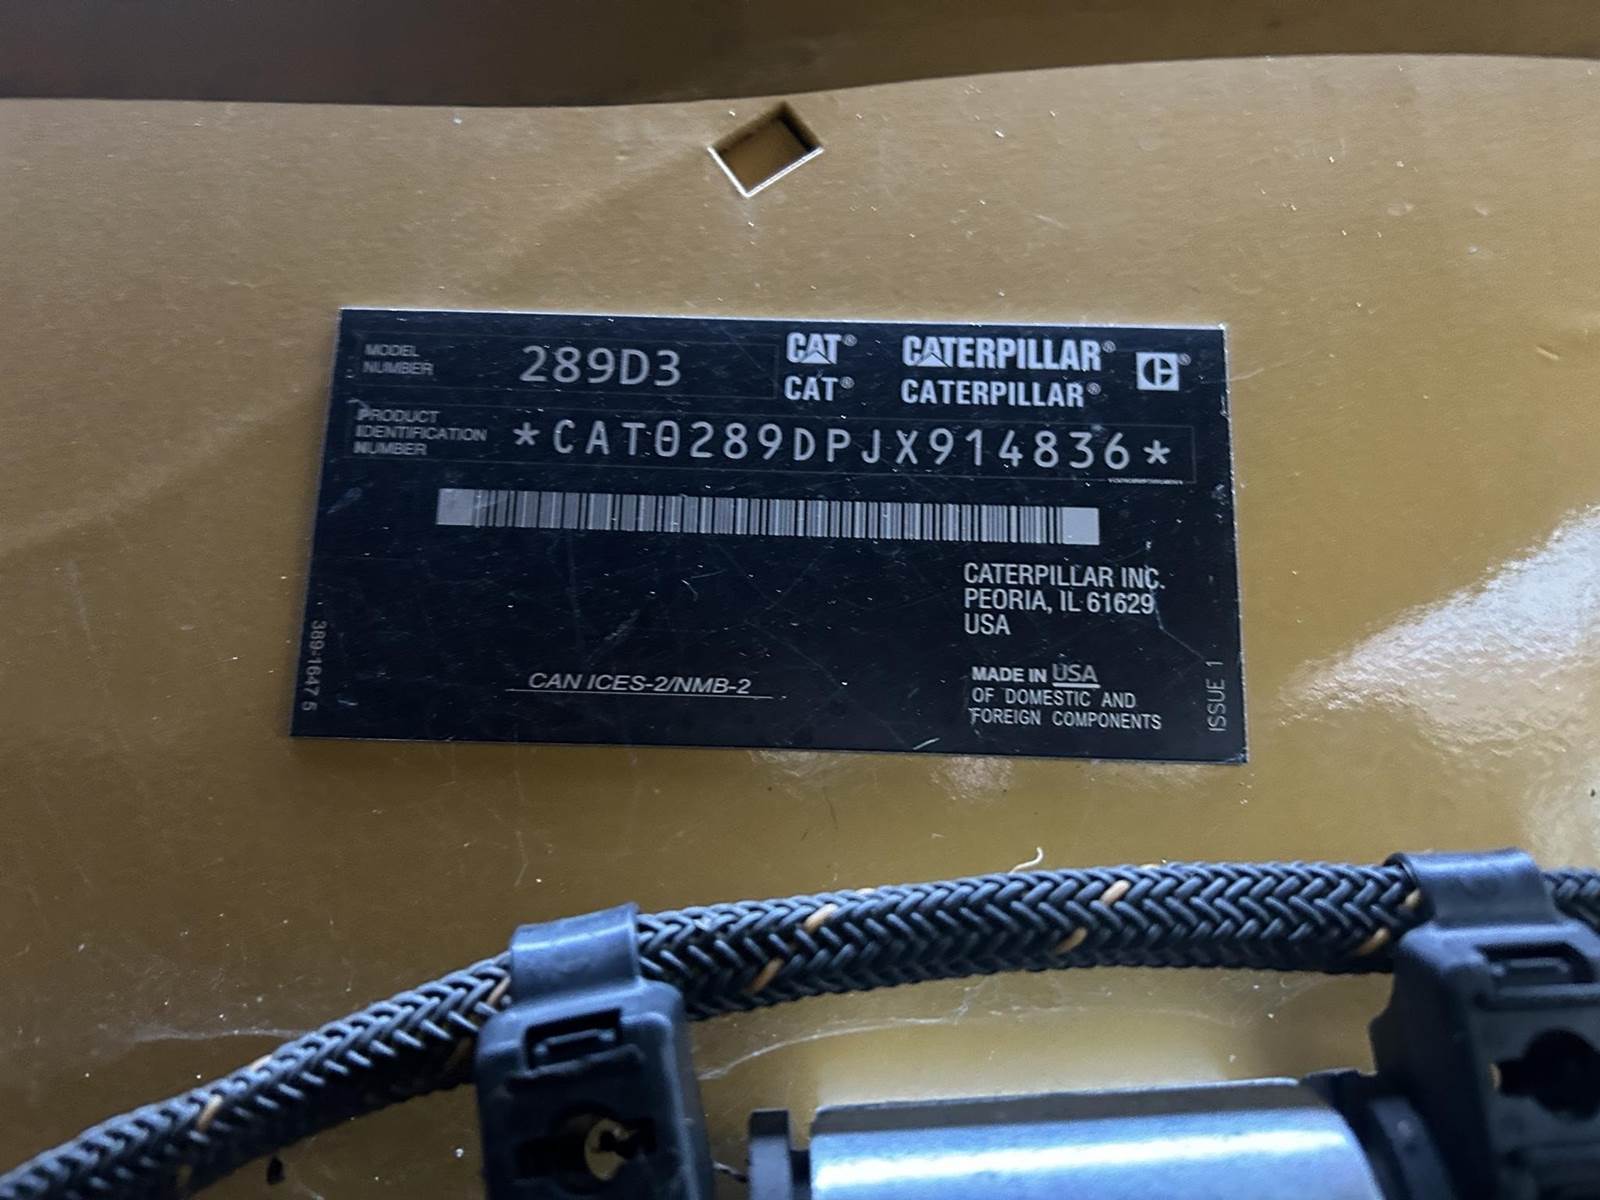 MODEL
NUMBER
289D3
CAT® CATERPILLAR®
CAT® CATERPILLAR®
PRODUCT
IDENTIFICATION
NUMBER
*CAT0289DPJX914836*
CATERPILLAR INC.
PEORIA, IL 61629
USA
CAN ICES-2/NMB-2
MADE IN USA
OF DOMESTIC AND
FOREIGN COMPONENTS
389-1647 5
ISSUE 1